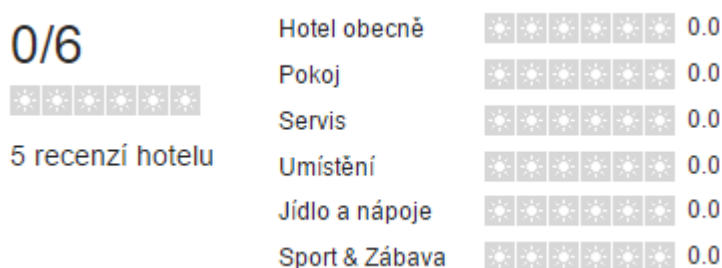 0/6
5 recenzí hotelu
Hotel obecně 0.0
Pokoj 0.0
Servis 0.0
Umístění 0.0
Jídlo a nápoje 0.0
Sport & Zábava 0.0